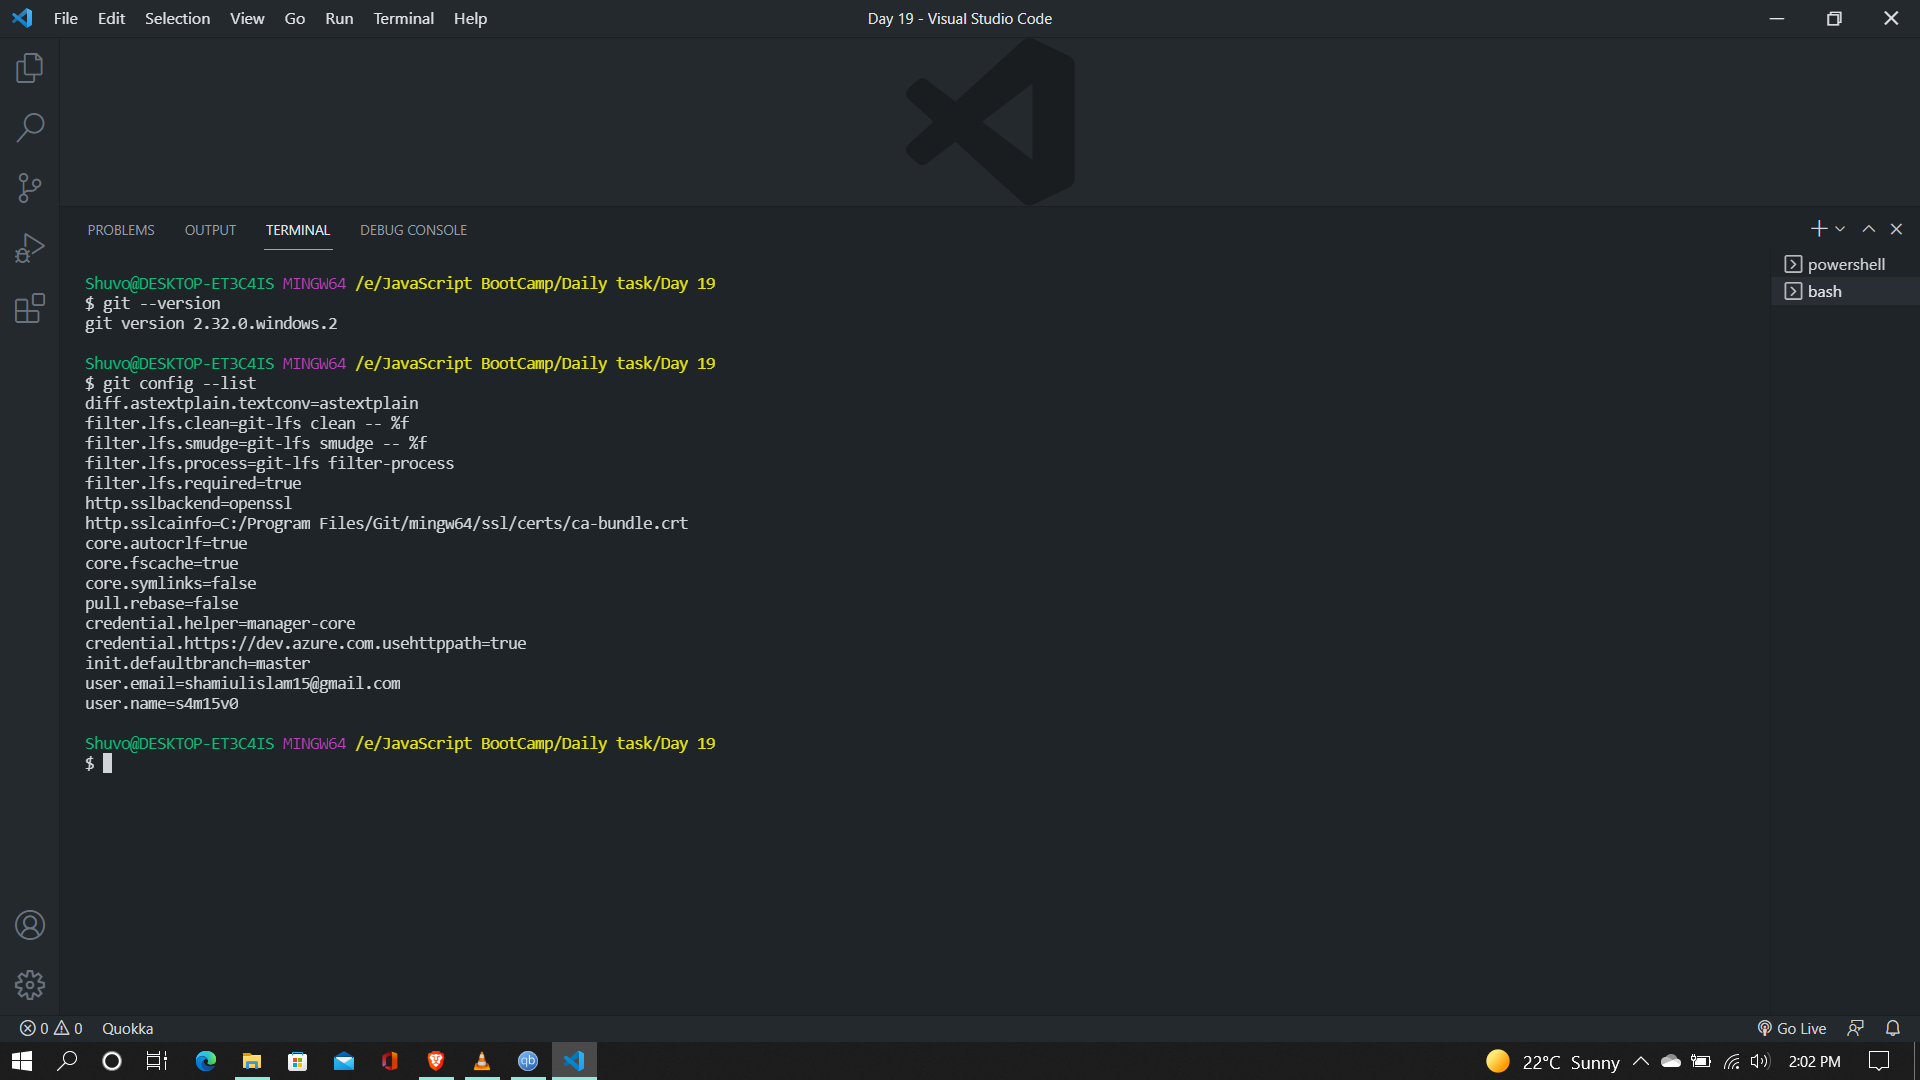 File Edit Selection View Go Run Terminal Help
Day 19 - Visual Studio Code
PROBLEMS OUTPUT TERMINAL DEBUG CONSOLE
powershell
bash
Shuvo@DESKTOP-ET3C4IS MINGW64 /e/JavaScript BootCamp/Daily task/Day 19
$ git --version
git version 2.32.0.windows.2
Shuvo@DESKTOP-ET3C4IS MINGW64 /e/JavaScript BootCamp/Daily task/Day 19
$ git config --list
diff.astextplain.textconv=astextplain
filter.lfs.clean=git-lfs clean -- %f
filter.lfs.smudge=git-lfs smudge -- %f
filter.lfs.process=git-lfs filter-process
filter.lfs.required=true
http.sslbackend=openssl
http.sslcainfo=C:/Program Files/Git/mingw64/ssl/certs/ca-bundle.crt
core.autocrlf=true
core.fscache=true
core.symlinks=false
pull.rebase=false
credential.helper=manager-core
credential.https://dev.azure.com.usehttppath=true
init.defaultbranch=master
user.email=shamiulislam15@gmail.com
user.name=s4m15v0
Shuvo@DESKTOP-ET3C4IS MINGW64 /e/JavaScript BootCamp/Daily task/Day 19
$
0 0 Quokka
Go Live
qb
22°C Sunny
2:02 PM